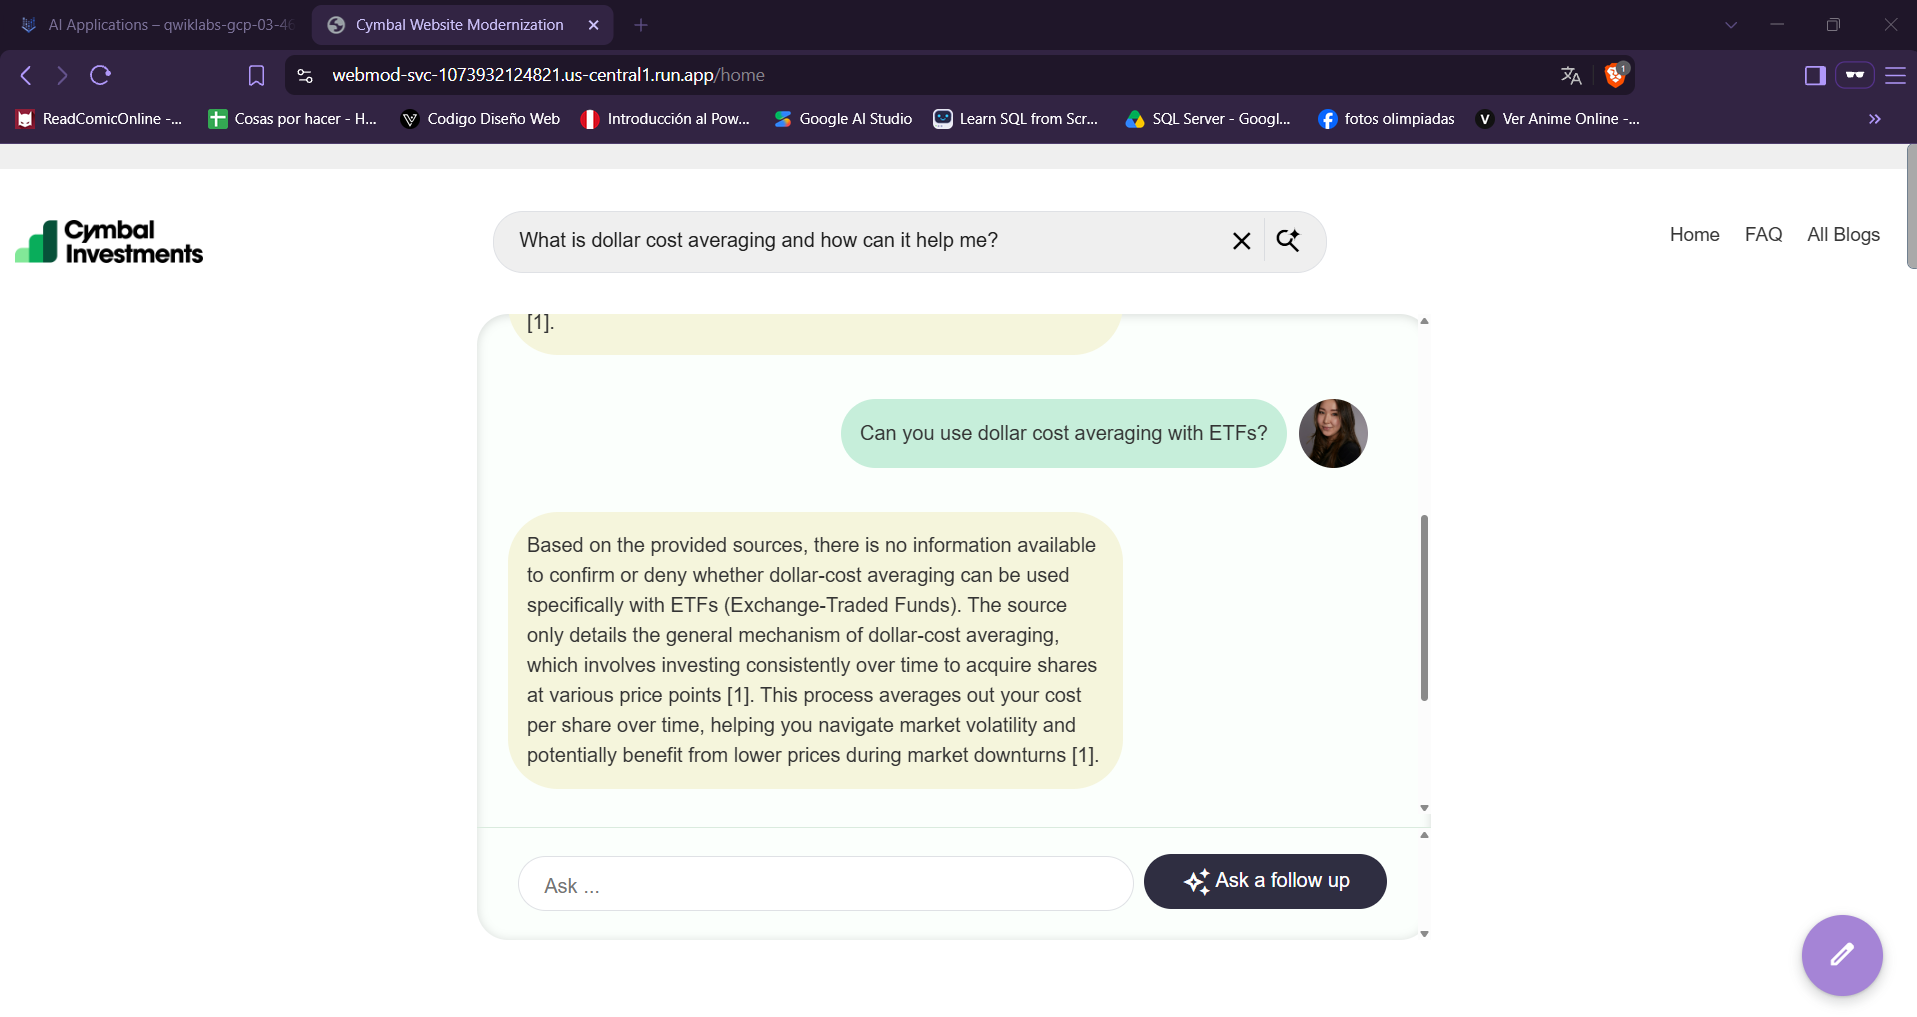 AI Applications – qwiklabs-gcp-03-46
Cymbal Website Modernization
webmod-svc-1073932124821.us-central1.run.app/home
1
ReadComicOnline -...
Cosas por hacer - H...
Codigo Diseño Web
Introducción al Pow...
Google AI Studio
Learn SQL from Scr...
SQL Server - Googl...
fotos olimpiadas
V
Ver Anime Online -...
Cymbal
Investments
What is dollar cost averaging and how can it help me?
Home
FAQ
All Blogs
[1].
Can you use dollar cost averaging with ETFs?
Based on the provided sources, there is no information available
to confirm or deny whether dollar-cost averaging can be used
specifically with ETFs (Exchange-Traded Funds). The source
only details the general mechanism of dollar-cost averaging,
which involves investing consistently over time to acquire shares
at various price points [1]. This process averages out your cost
per share over time, helping you navigate market volatility and
potentially benefit from lower prices during market downturns [1].
Ask ...
Ask a follow up